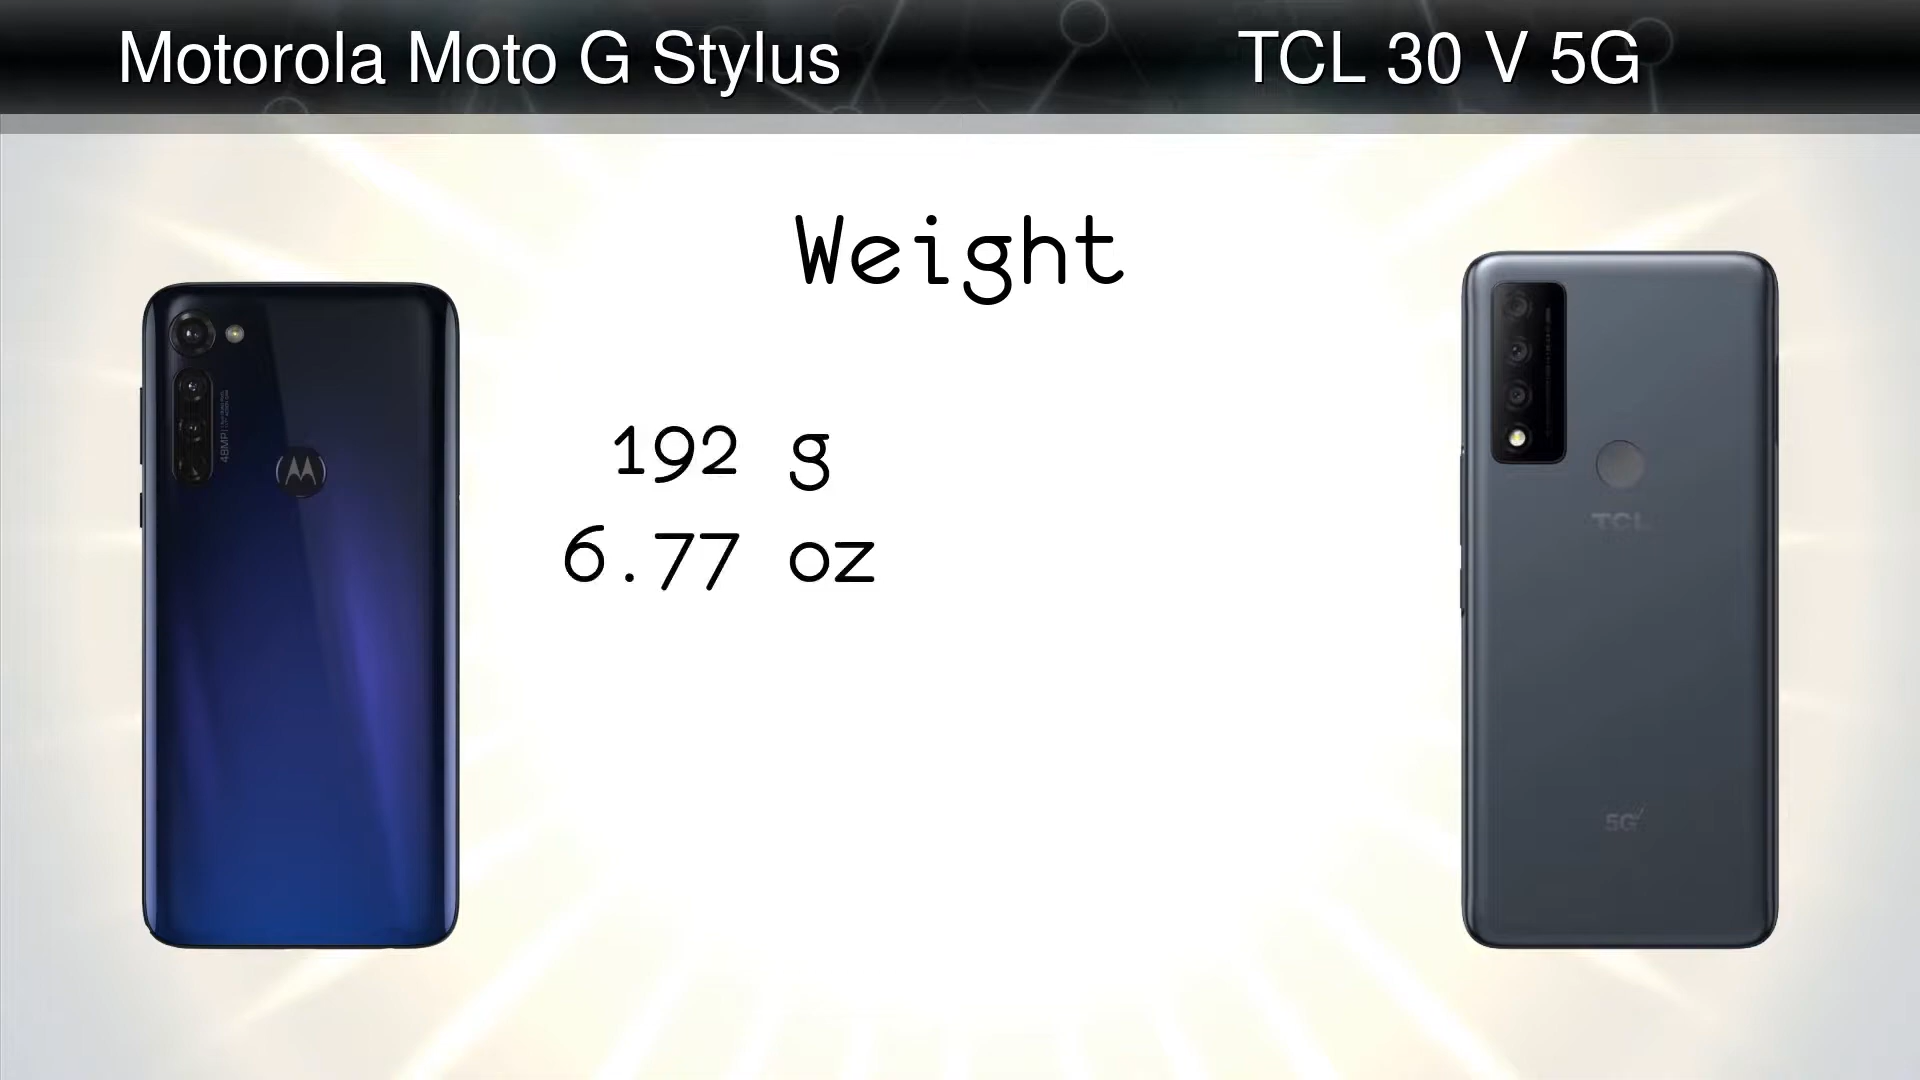 Motorola Moto G Stylus
TCL 30 V 5G
Weight
192 g
6.77 oz
48MP
TCL
5G